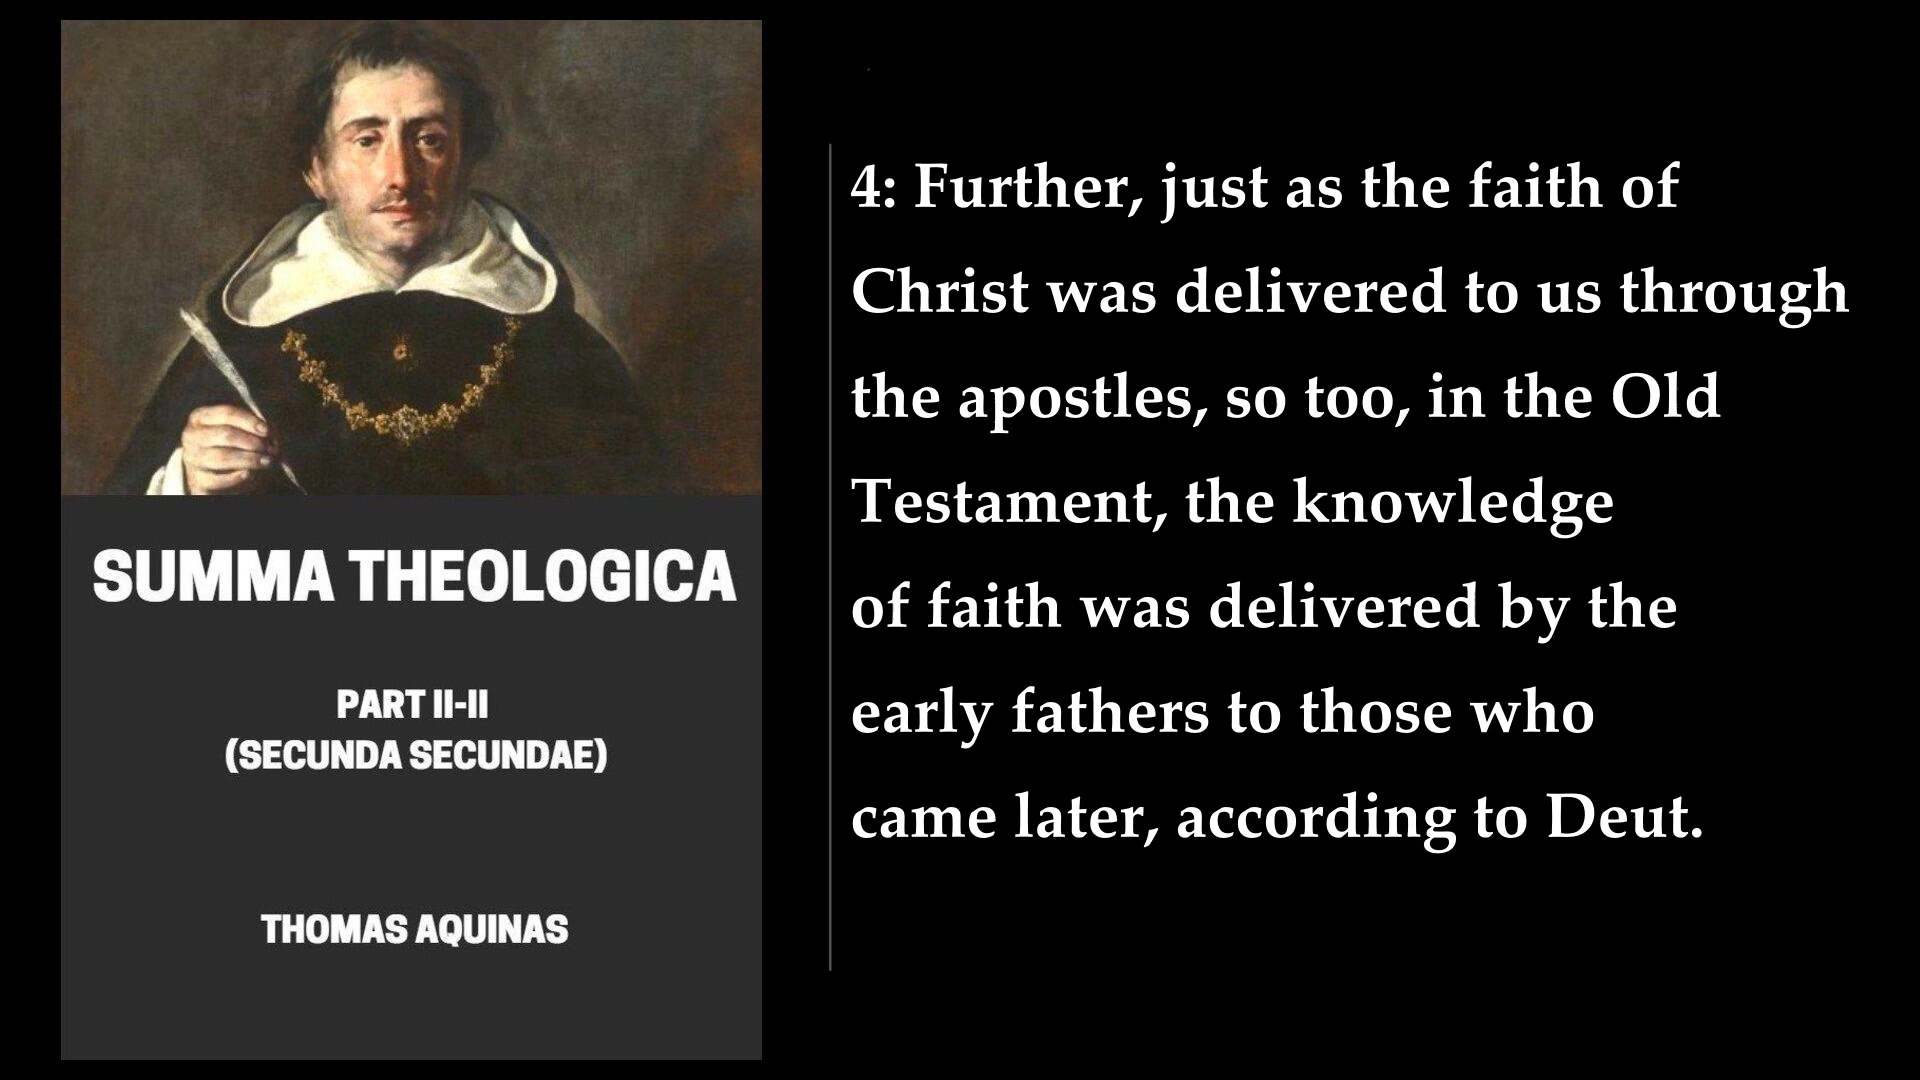 SUMMA THEOLOGICA
PART II-II
(SECUNDA SECUNDAE)
THOMAS AQUINAS
4: Further, just as the faith of
Christ was delivered to us through
the apostles, so too, in the Old
Testament, the knowledge
of faith was delivered by the
early fathers to those who
came later, according to Deut.